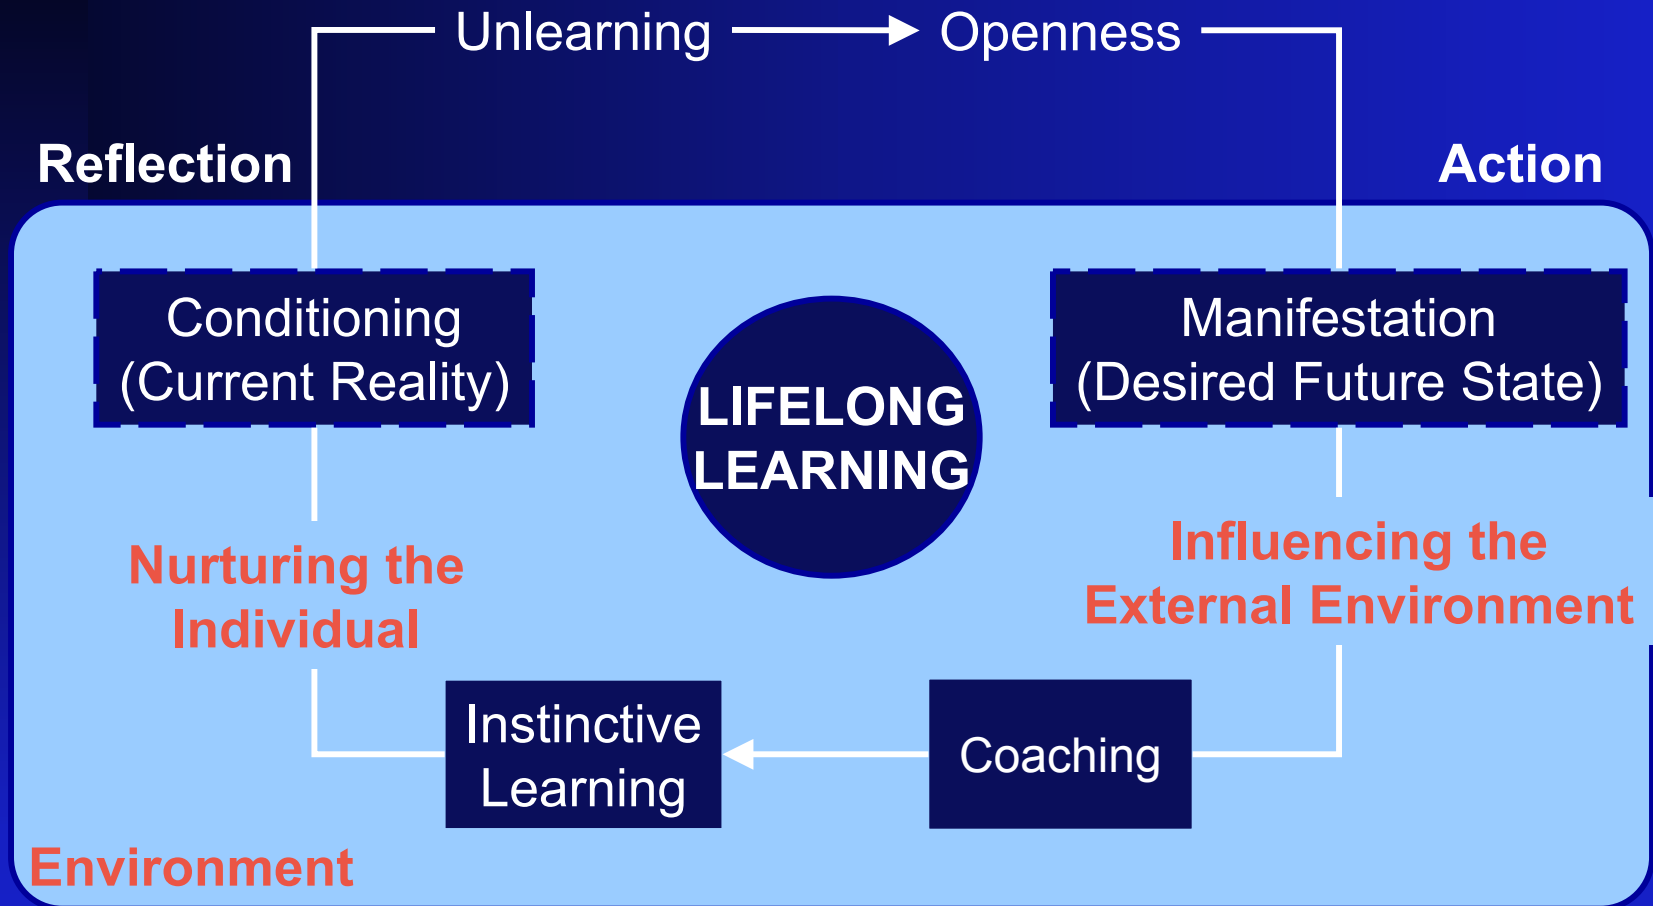 Unlearning
Openness
Reflection
Action
Conditioning
(Current Reality)
LIFELONG
LEARNING
Manifestation
(Desired Future State)
Nurturing the
Individual
Influencing the
External Environment
Instinctive
Learning
Coaching
Environment